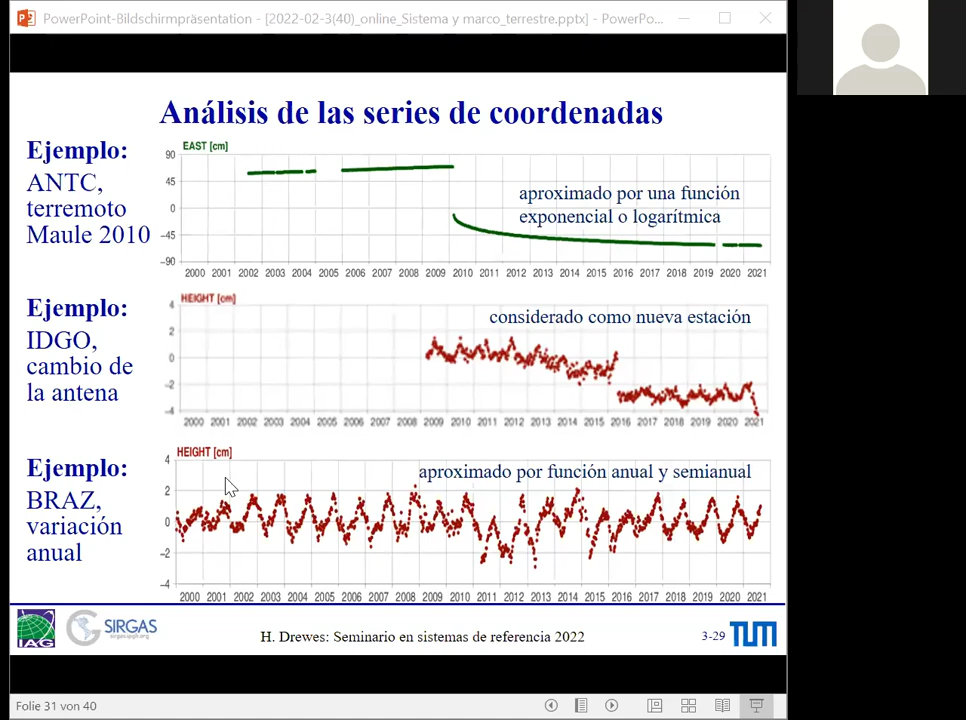 PowerPoint-Bildschirmpräsentation - [2022-02-3(40)_online_Sistema y marco_terrestre.pptx] - PowerPo...
Análisis de las series de coordenadas
Ejemplo:
ANTC,
terremoto
Maule 2010
EAST [cm]
90
45
0
−45
−90
aproximado por una función
exponencial o logarítmica
2000 2001 2002 2003 2004 2005 2006 2007 2008 2009 2010 2011 2012 2013 2014 2015 2016 2017 2018 2019 2020 2021
Ejemplo:
IDGO,
cambio de
la antena
HEIGHT [cm]
4
2
0
−2
−4
considerado como nueva estación
2000 2001 2002 2003 2004 2005 2006 2007 2008 2009 2010 2011 2012 2013 2014 2015 2016 2017 2018 2019 2020 2021
Ejemplo:
BRAZ,
variación
anual
HEIGHT [cm]
4
2
0
−2
−4
aproximado por función anual y semianual
2000 2001 2002 2003 2004 2005 2006 2007 2008 2009 2010 2011 2012 2013 2014 2015 2016 2017 2018 2019 2020 2021
IAG
SIRGAS
H. Drewes: Seminario en sistemas de referencia 2022
3-29
TUM
Folie 31 von 40